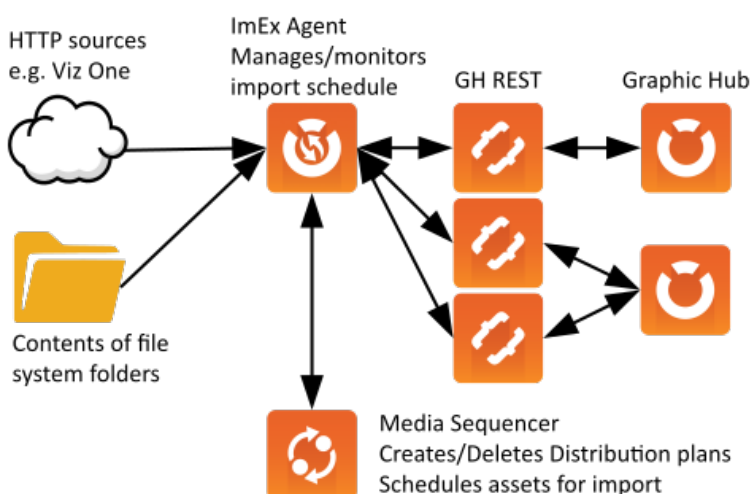 HTTP sources
e.g. Viz One
ImEx Agent
Manages/monitors
import schedule
GH REST
Graphic Hub
Contents of file
system folders
Media Sequencer
Creates/Deletes Distribution plans
Schedules assets for import